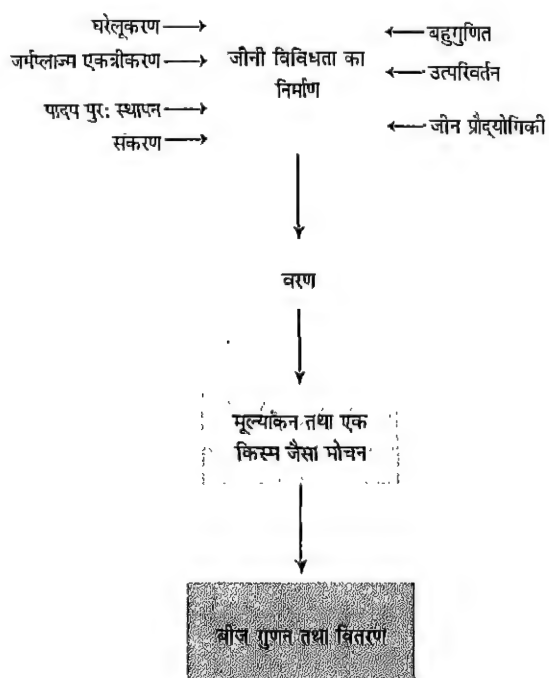 घरेलूकरण
जर्मप्लाज्म एकत्रीकरण
पादप पुर: स्थापन
संकरण
जीनी विविधता का
निर्माण
बहुगुणित
उत्परिवर्तन
जीन प्रौद्योगिकी
वरण
मूल्यांकन तथा एक
किस्म जैसा मोचन
बीज गुणन तथा वितरण